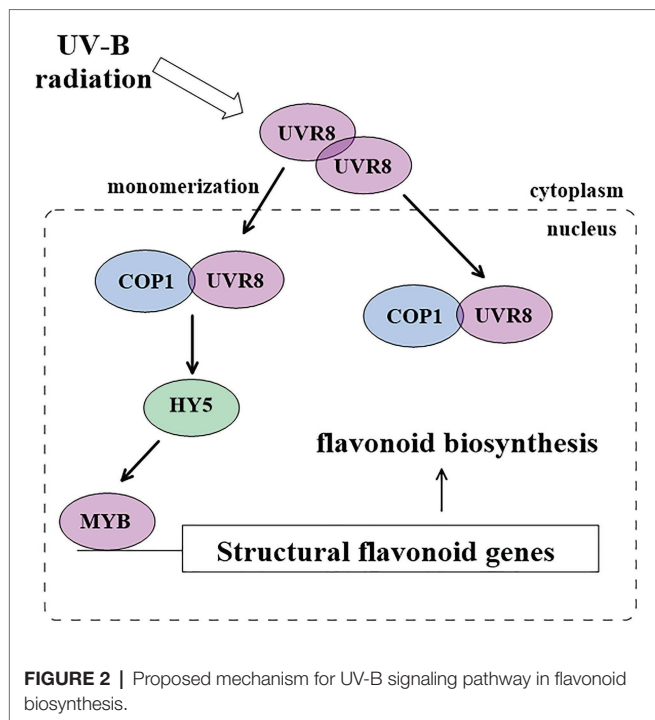 UV-B
radiation
UVR8
UVR8
monomerization
cytoplasm
nucleus
COP1 UVR8
COP1 UVR8
HY5
flavonoid biosynthesis
MYB
Structural flavonoid genes
FIGURE 2 | Proposed mechanism for UV-B signaling pathway in flavonoid
biosynthesis.